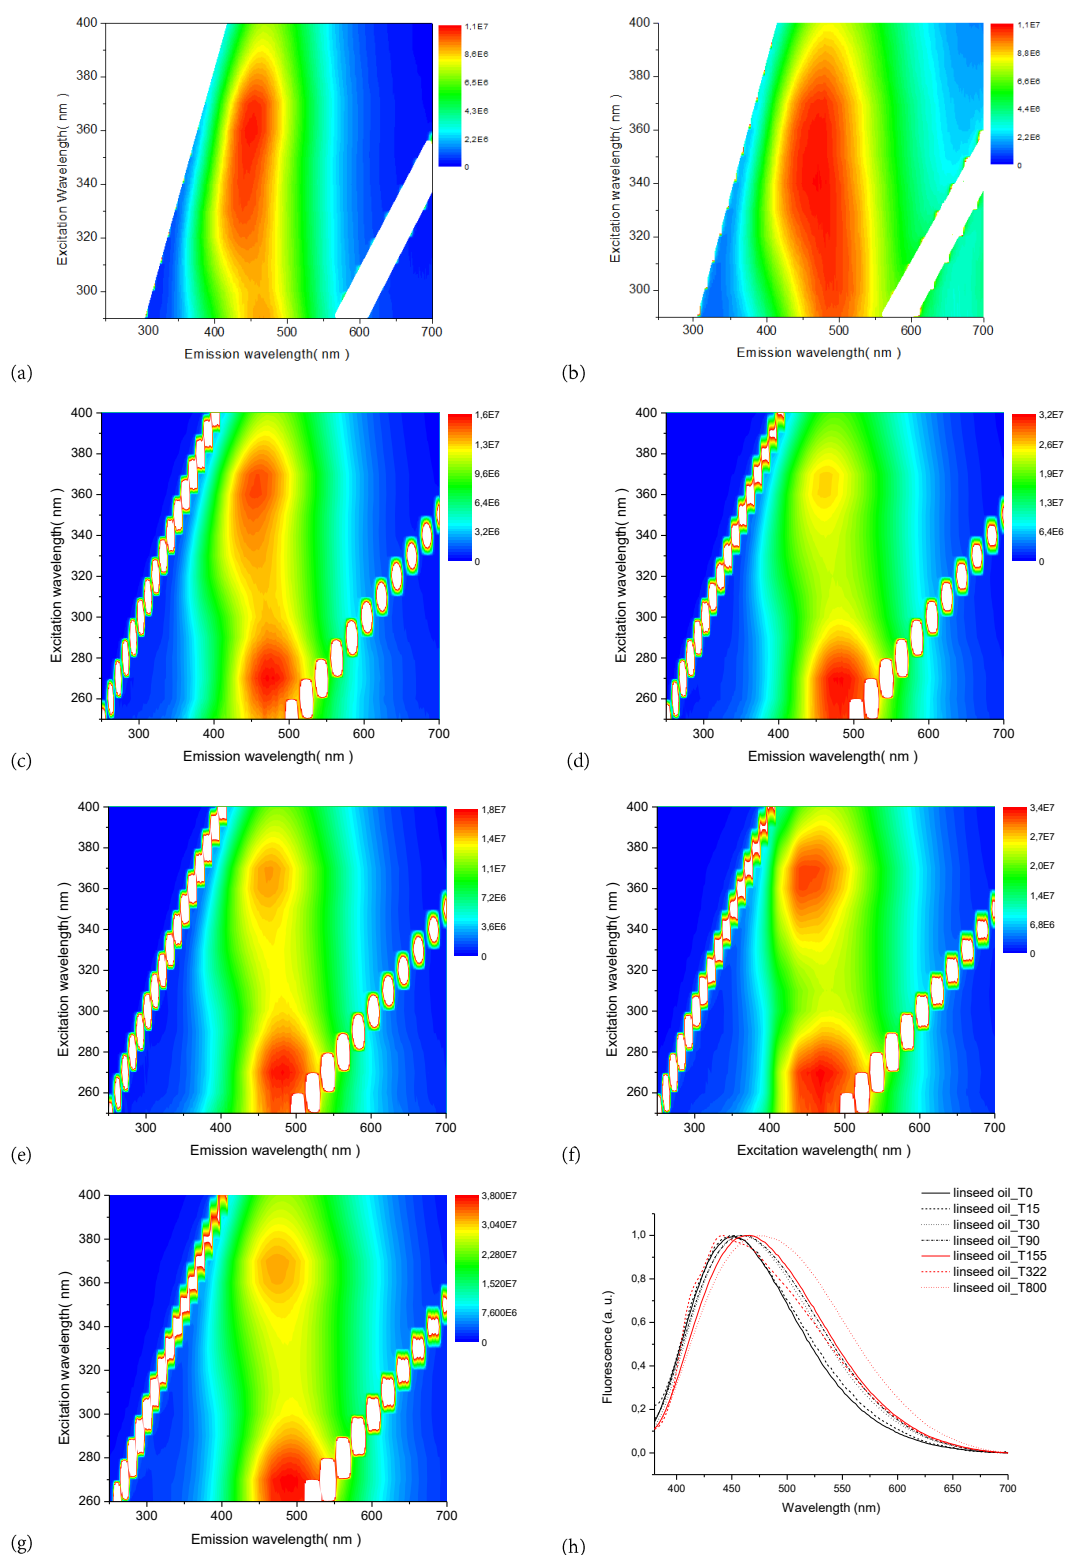 400
380
360
340
320
300
Excitation Wavelength( nm )
300
400
500
600
700
Emission wavelength( nm )
1,1E7
8,6E6
6,5E6
4,3E6
2,2E6
0
(a)
400
380
360
340
320
300
Excitation wavelength( nm )
300
400
500
600
700
Emission wavelength( nm )
1,1E7
8,8E6
6,6E6
4,3E6
2,2E6
0
(b)
400
380
360
340
320
300
280
260
Excitation wavelength( nm )
300
400
500
600
700
Emission wavelength( nm )
1,6E7
1,3E7
9,6E6
6,4E6
3,2E6
0
(c)
400
380
360
340
320
300
280
260
Excitation wavelength( nm )
300
400
500
600
700
Emission wavelength( nm )
3,2E7
2,6E7
1,9E7
1,3E7
6,4E6
0
(d)
400
380
360
340
320
300
280
260
Excitation wavelength( nm )
300
400
500
600
700
Emission wavelength( nm )
1,8E7
1,4E7
1,1E7
7,2E6
3,6E6
0
(e)
400
380
360
340
320
300
280
260
Excitation wavelength( nm )
300
400
500
600
700
Excitation wavelength( nm )
3,4E7
2,7E7
2,0E7
1,4E7
6,8E6
0
(f)
400
380
360
340
320
300
280
260
Excitation wavelength( nm )
300
400
500
600
700
Emission wavelength( nm )
3,800E7
3,040E7
2,280E7
1,520E7
7,600E6
0
(g)
linseed oil_T0
linseed oil_T15
linseed oil_T30
linseed oil_T90
linseed oil_T155
linseed oil_T322
linseed oil_T800
1,0
0,8
0,6
0,4
0,2
0,0
Fluorescence (a. u.)
400
450
500
550
600
650
700
Wavelength (nm)
(h)